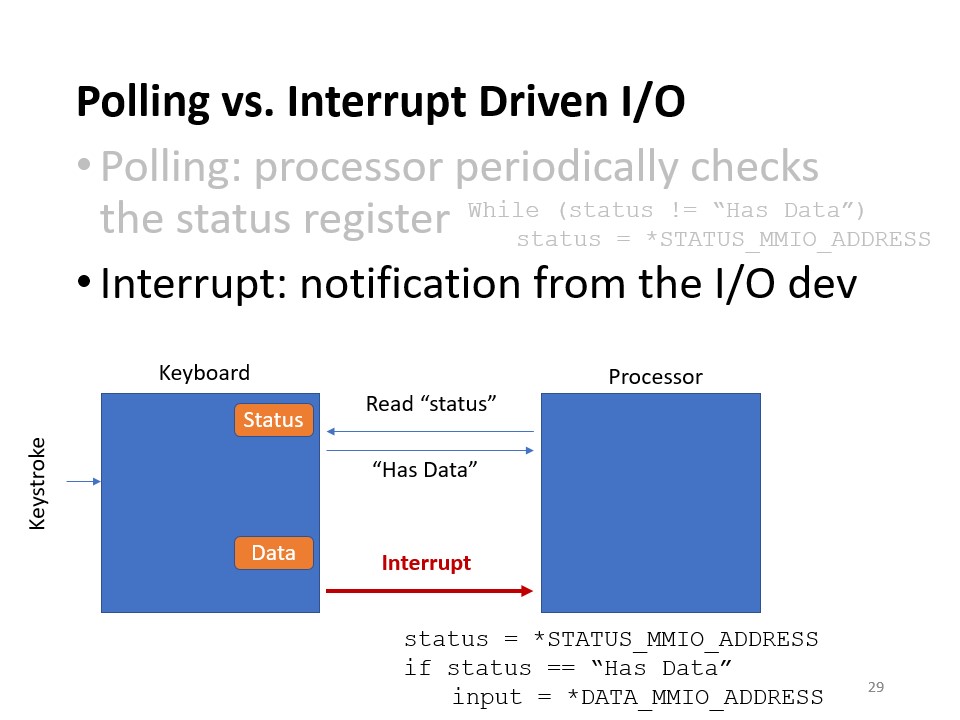 Polling vs. Interrupt Driven I/O
• Polling: processor periodically checks
the status register
While (status != “Has Data”)
status = *STATUS_MMIO_ADDRESS
• Interrupt: notification from the I/O dev
Keyboard
Processor
Read “status”
Status
“Has Data”
Keystroke
Data
Interrupt
status = *STATUS_MMIO_ADDRESS
if status == “Has Data”
input = *DATA_MMIO_ADDRESS
29